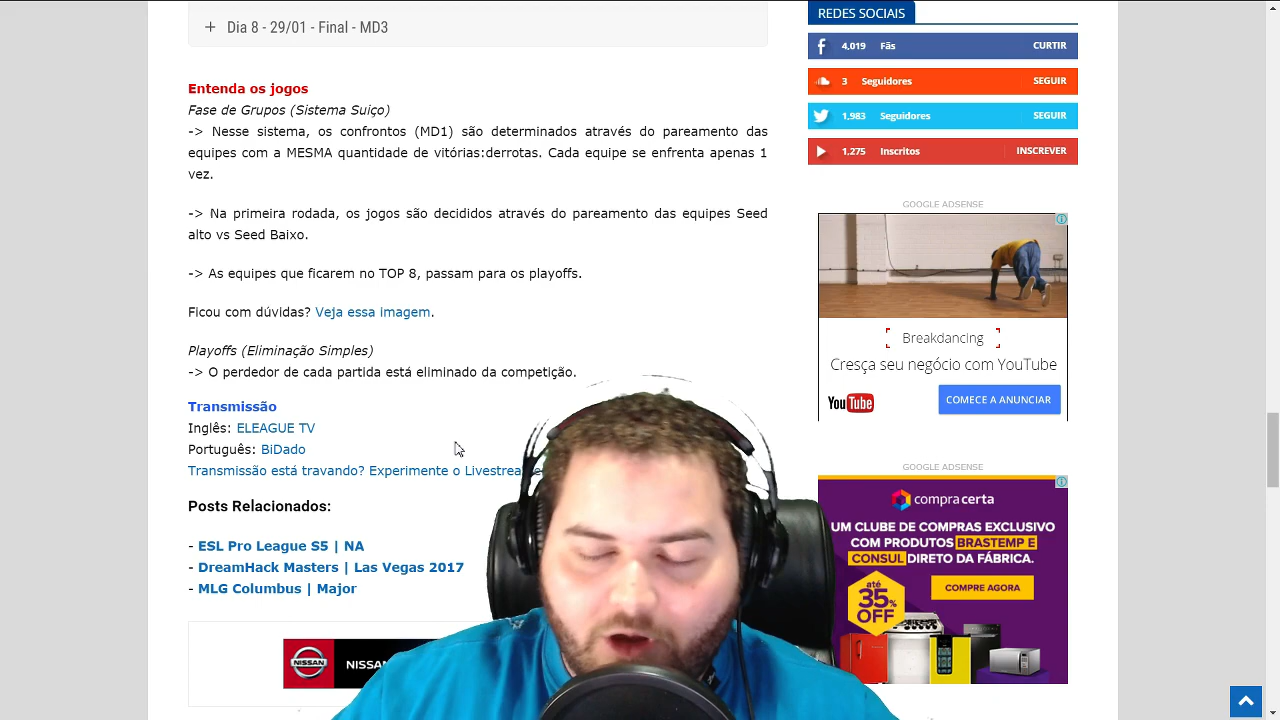 + Dia 8 - 29/01 - Final - MD3
Entenda os jogos
Fase de Grupos (Sistema Suiço)
-> Nesse sistema, os confrontos (MD1) são determinados através do pareamento das
equipes com a MESMA quantidade de vitórias:derrotas. Cada equipe se enfrenta apenas 1
vez.
-> Na primeira rodada, os jogos são decididos através do pareamento das equipes Seed
alto vs Seed Baixo.
-> As equipes que ficarem no TOP 8, passam para os playoffs.
Ficou com dúvidas? Veja essa imagem.
Playoffs (Eliminação Simples)
-> O perdedor de cada partida está eliminado da competição.
Transmissão
Inglês: ELEAGUE TV
Português: BiDado
Transmissão está travando? Experimente o
Posts Relacionados:
- ESL Pro League S5 | NA
- DreamHack Masters | Las Vegas 2017
- MLG Columbus | Major
NISSAN
NISSAN
REDES SOCIAIS
4,019 Fãs CURTIR
3 Seguidores SEGUIR
1,983 Seguidores SEGUIR
1,275 Inscritos INSCREVER
GOOGLE ADSENSE
Breakdancing
Cresça seu negócio com YouTube
YouTube COMECE A ANUNCIAR
GOOGLE ADSENSE
compracerta
UM CLUBE DE COMPRAS EXCLUSIVO
COM PRODUTOS BRASTEMP E
CONSUL DIRETO DA FÁBRICA.
até
35%
OFF
COMPRE AGORA